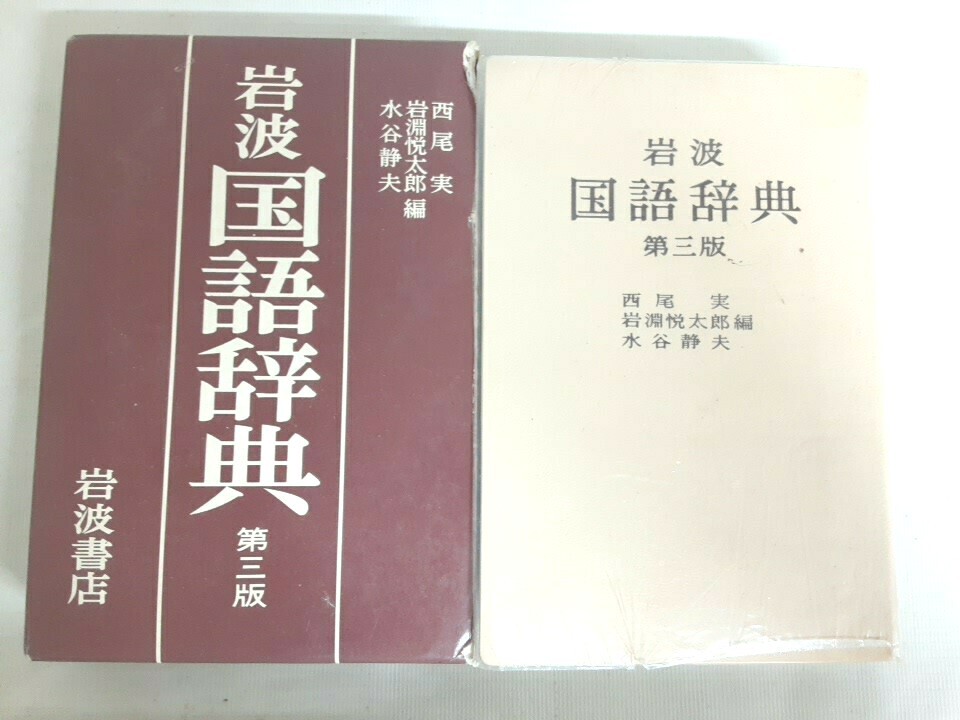 西尾実
岩淵悦太郎編
水谷静夫
岩波
国語辞典
第三版
岩波書店
岩波
国語辞典
第三版
西尾 実
岩淵悦太郎編
水谷静夫